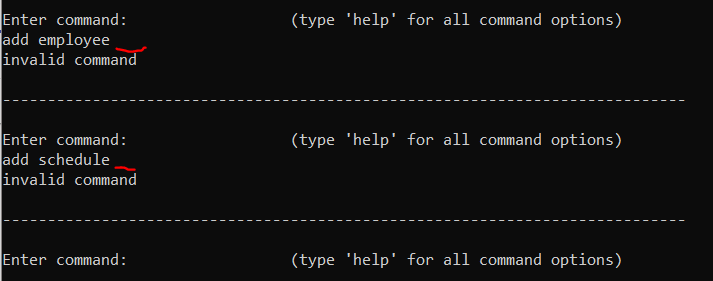 Enter command:                    (type 'help' for all command options)
add employee
invalid command
----------------------------------------------------------------------------
Enter command:                    (type 'help' for all command options)
add schedule
invalid command
----------------------------------------------------------------------------
Enter command:                    (type 'help' for all command options)